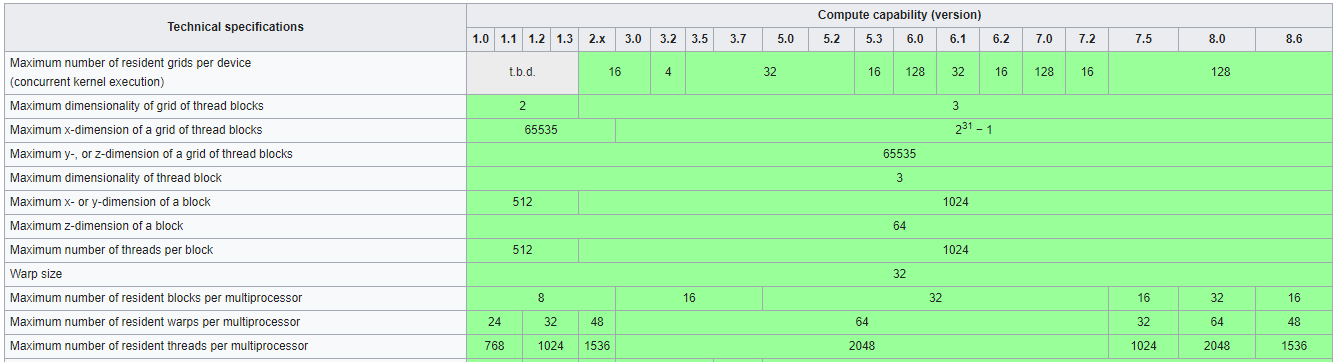 Technical specifications
Compute capability (version)
1.0 1.1 1.2 1.3 2.x 3.0 3.2 3.5 3.7 5.0 5.2 5.3 6.0 6.1 6.2 7.0 7.2 7.5 8.0 8.6
Maximum number of resident grids per device
(concurrent kernel execution)
t.b.d. 16 4 32 16 128 32 16 128 16 128
Maximum dimensionality of grid of thread blocks 2 3
Maximum x-dimension of a grid of thread blocks 65535 2³¹ − 1
Maximum y-, or z-dimension of a grid of thread blocks 65535
Maximum dimensionality of thread block 3
Maximum x- or y-dimension of a block 512 1024
Maximum z-dimension of a block 64
Maximum number of threads per block 512 1024
Warp size 32
Maximum number of resident blocks per multiprocessor 8 16 32 16 32 16
Maximum number of resident warps per multiprocessor 24 32 48 64 32 64 48
Maximum number of resident threads per multiprocessor 768 1024 1536 2048 1024 2048 1536